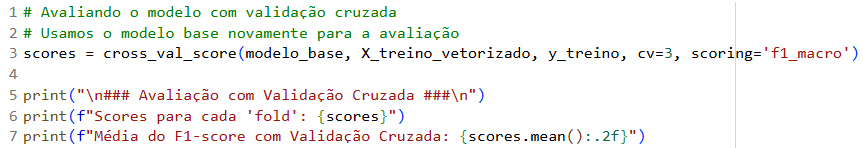 1 # Avaliando o modelo com validação cruzada
2 # Usamos o modelo base novamente para a avaliação
3 scores = cross_val_score(modelo_base, X_treino_vetorizado, y_treino, cv=3, scoring='f1_macro')
4
5 print("\n### Avaliação com Validação Cruzada ###\n")
6 print(f"Scores para cada 'fold': {scores}")
7 print(f"Média do F1-score com Validação Cruzada: {scores.mean():.2f}")